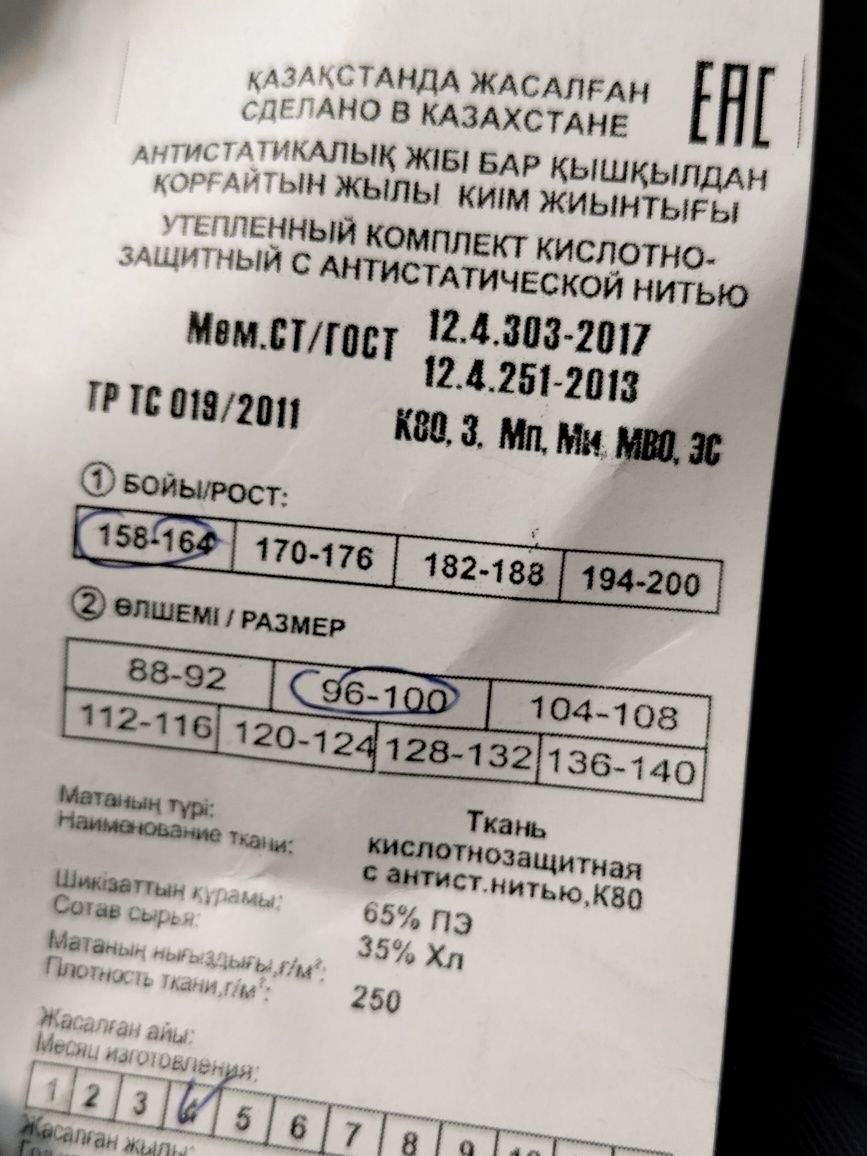 ҚАЗАҚСТАНДА ЖАСАЛҒАН
СДЕЛАНО В КАЗАХСТАНЕ
EAC
АНТИСТАТИКАЛЫҚ ЖІБІ БАР ҚЫШҚЫЛДАН
ҚОРҒАЙТЫН ЖЫЛЫ КИІМ ЖИЫНТЫҒЫ
УТЕПЛЕННЫЙ КОМПЛЕКТ КИСЛОТНО-
ЗАЩИТНЫЙ С АНТИСТАТИЧЕСКОЙ НИТЬЮ
Мем.СТ/ГОСТ 12.4.303-2017
12.4.251-2013
ТР ТС 019/2011 К80, З, Мп, Ми, МВО, ЭС
1 БОЙЫ/РОСТ:
158-164 170-176 182-188 194-200
2 ӨЛШЕМІ / РАЗМЕР
88-92 96-100 104-108
112-116 120-124 128-132 136-140
Матаның түрі: Ткань
Наименование ткани: кислотнозащитная
с антист.нитью,К80
Шикізаттың құрамы: 65% ПЭ
Сотав сырья: 35% Хл
Матаның нығыздығы,г/м²:
Плотность ткани,г/м²: 250
Жасалған айы:
Месяц изготовления:
1 2 3 4 5 6 7 8 9 10
Жасалған жылы: